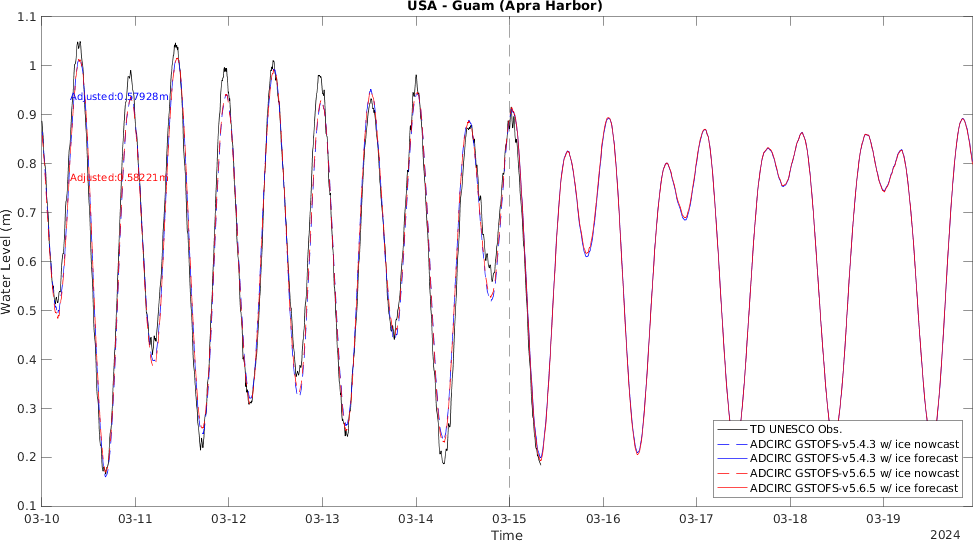 USA - Guam (Apra Harbor)
1.1
1
0.9
0.8
0.7
0.6
0.5
0.4
0.3
0.2
0.1
Water Level (m)
Adjusted:0.57928m
Adjusted:0.58221m
TD UNESCO Obs.
ADCIRC GSTOFS-v5.4.3 w/ ice nowcast
ADCIRC GSTOFS-v5.4.3 w/ ice forecast
ADCIRC GSTOFS-v5.6.5 w/ ice nowcast
ADCIRC GSTOFS-v5.6.5 w/ ice forecast
03-10 03-11 03-12 03-13 03-14 03-15 03-16 03-17 03-18 03-19
Time
2024